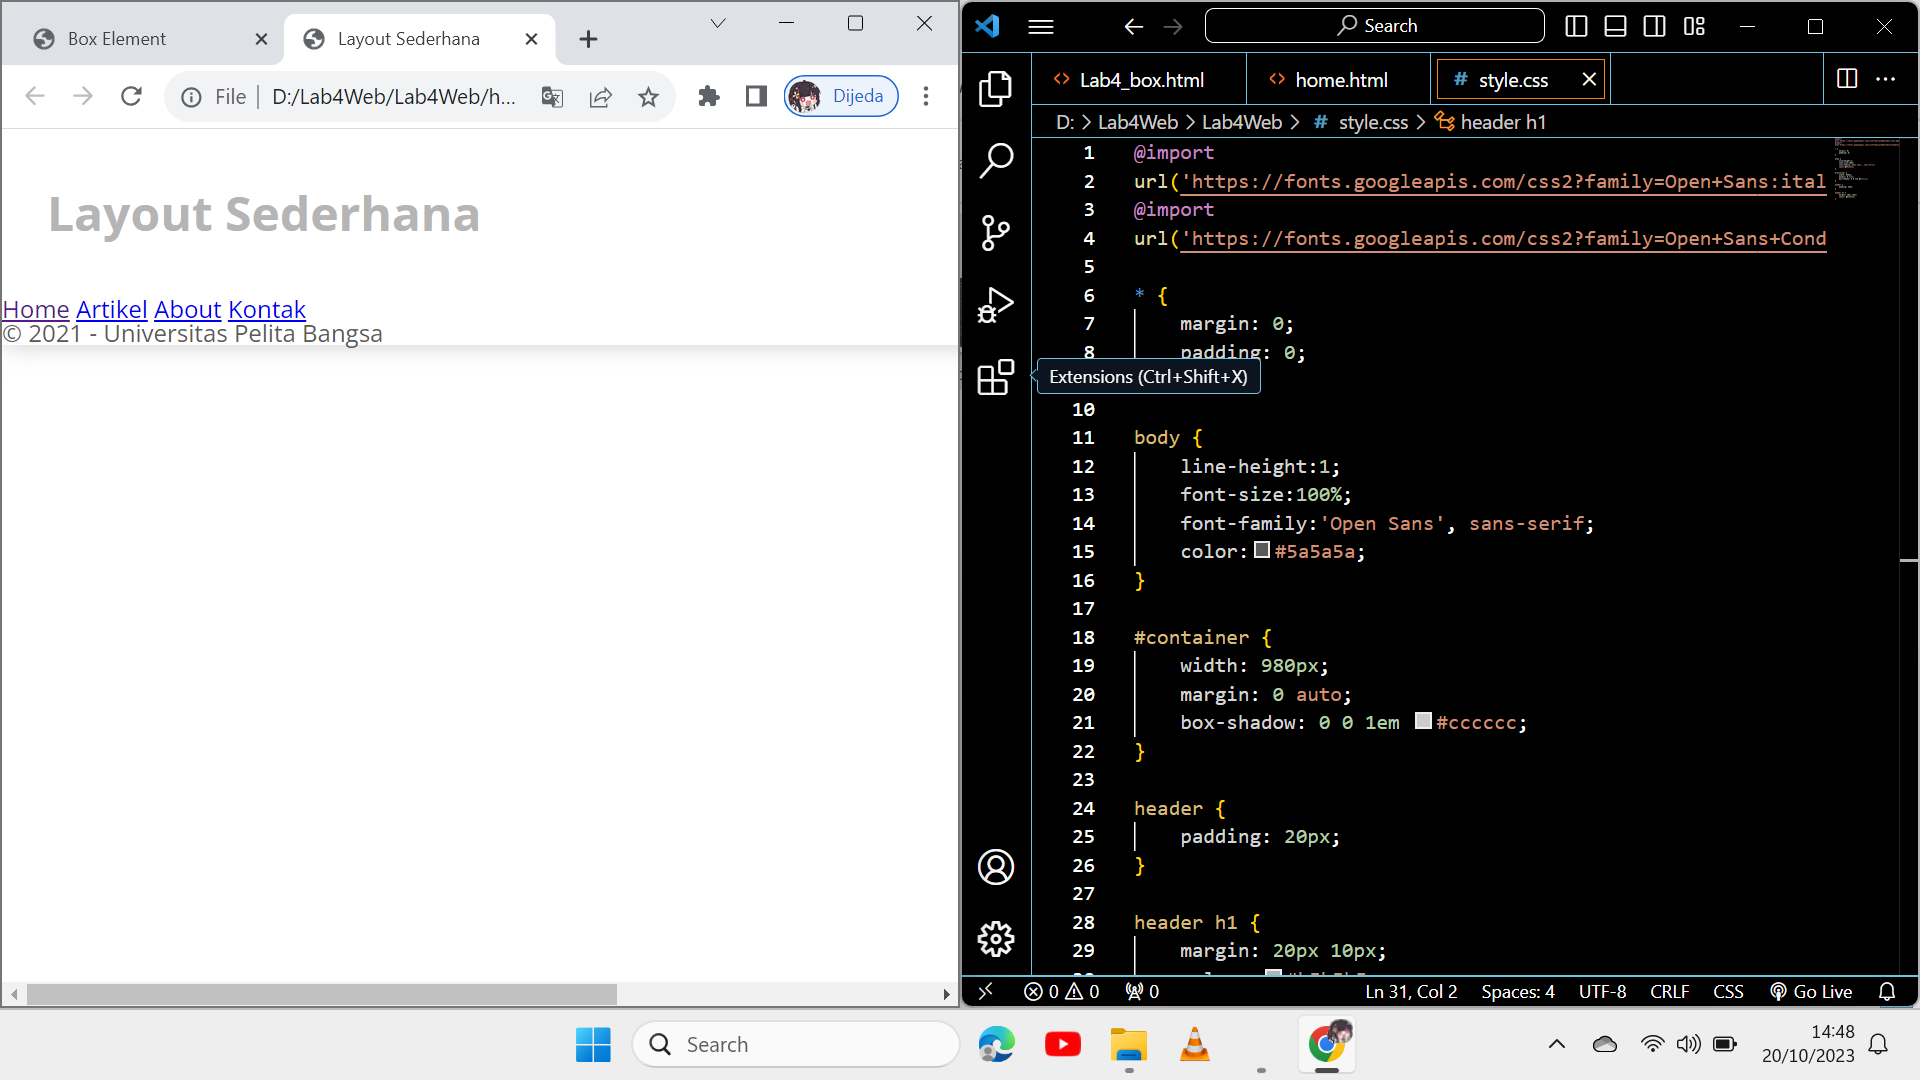 Box Element
Layout Sederhana
File
D:/Lab4Web/Lab4Web/h...
Dijeda
Layout Sederhana
Home Artikel About Kontak
© 2021 - Universitas Pelita Bangsa
Search
Lab4_box.html
home.html
# style.css
D: > Lab4Web > Lab4Web > # style.css > header h1
1 @import
2 url('https://fonts.googleapis.com/css2?family=Open+Sans:ital
3 @import
4 url('https://fonts.googleapis.com/css2?family=Open+Sans+Cond
5
6 * {
7 margin: 0;
8 padding: 0;
Extensions (Ctrl+Shift+X)
10
11 body {
12 line-height:1;
13 font-size:100%;
14 font-family:'Open Sans', sans-serif;
15 color: #5a5a5a;
16 }
17
18 #container {
19 width: 980px;
20 margin: 0 auto;
21 box-shadow: 0 0 1em #cccccc;
22 }
23
24 header {
25 padding: 20px;
26 }
27
28 header h1 {
29 margin: 20px 10px;
0 0 0
Ln 31, Col 2
Spaces: 4
UTF-8
CRLF
CSS
Go Live
Search
14:48
20/10/2023